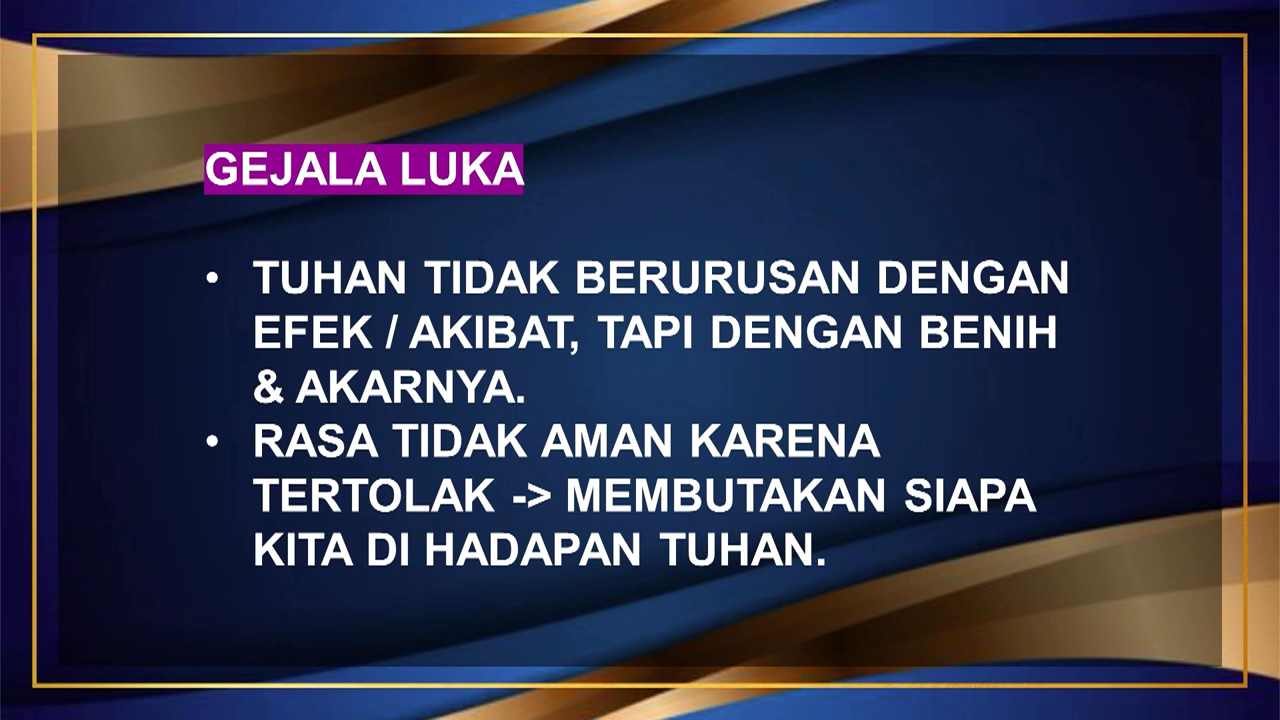 GEJALA LUKA
• TUHAN TIDAK BERURUSAN DENGAN
EFEK / AKIBAT, TAPI DENGAN BENIH
& AKARNYA.
• RASA TIDAK AMAN KARENA
TERTOLAK -> MEMBUTAKAN SIAPA
KITA DI HADAPAN TUHAN.